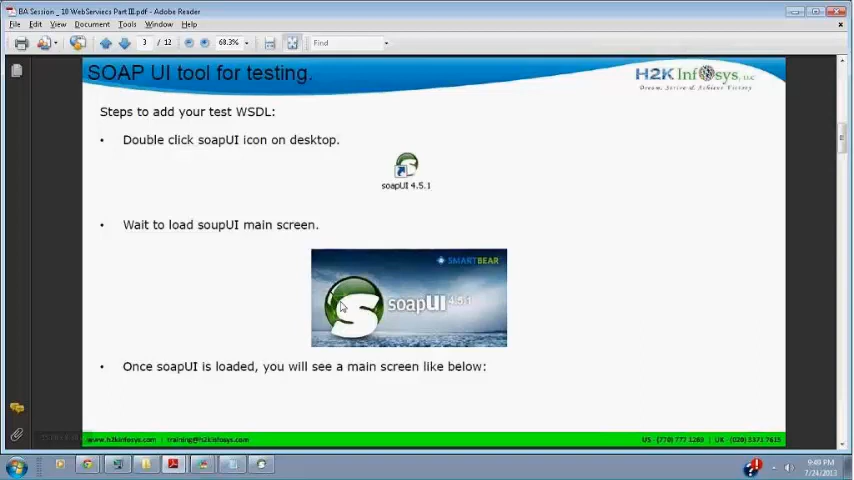 BA Session _ 10 WebServiecs Part III.pdf - Adobe Reader
File Edit View Document Tools Window Help
3 / 12 68.3% Find
SOAP UI tool for testing.
H2K Infosys, LLC
Dream, Strive & Achieve Victory
Steps to add your test WSDL:
• Double click soapUI icon on desktop.
soapUI 4.5.1
• Wait to load soupUI main screen.
SMARTBEAR
soapUI 4.5.1
• Once soapUI is loaded, you will see a main screen like below:
www.h2kinfosys.com | training@h2kinfosys.com
US - (770) 777 1269 | UK - (020) 3371 7615
9:49 PM
7/24/2013